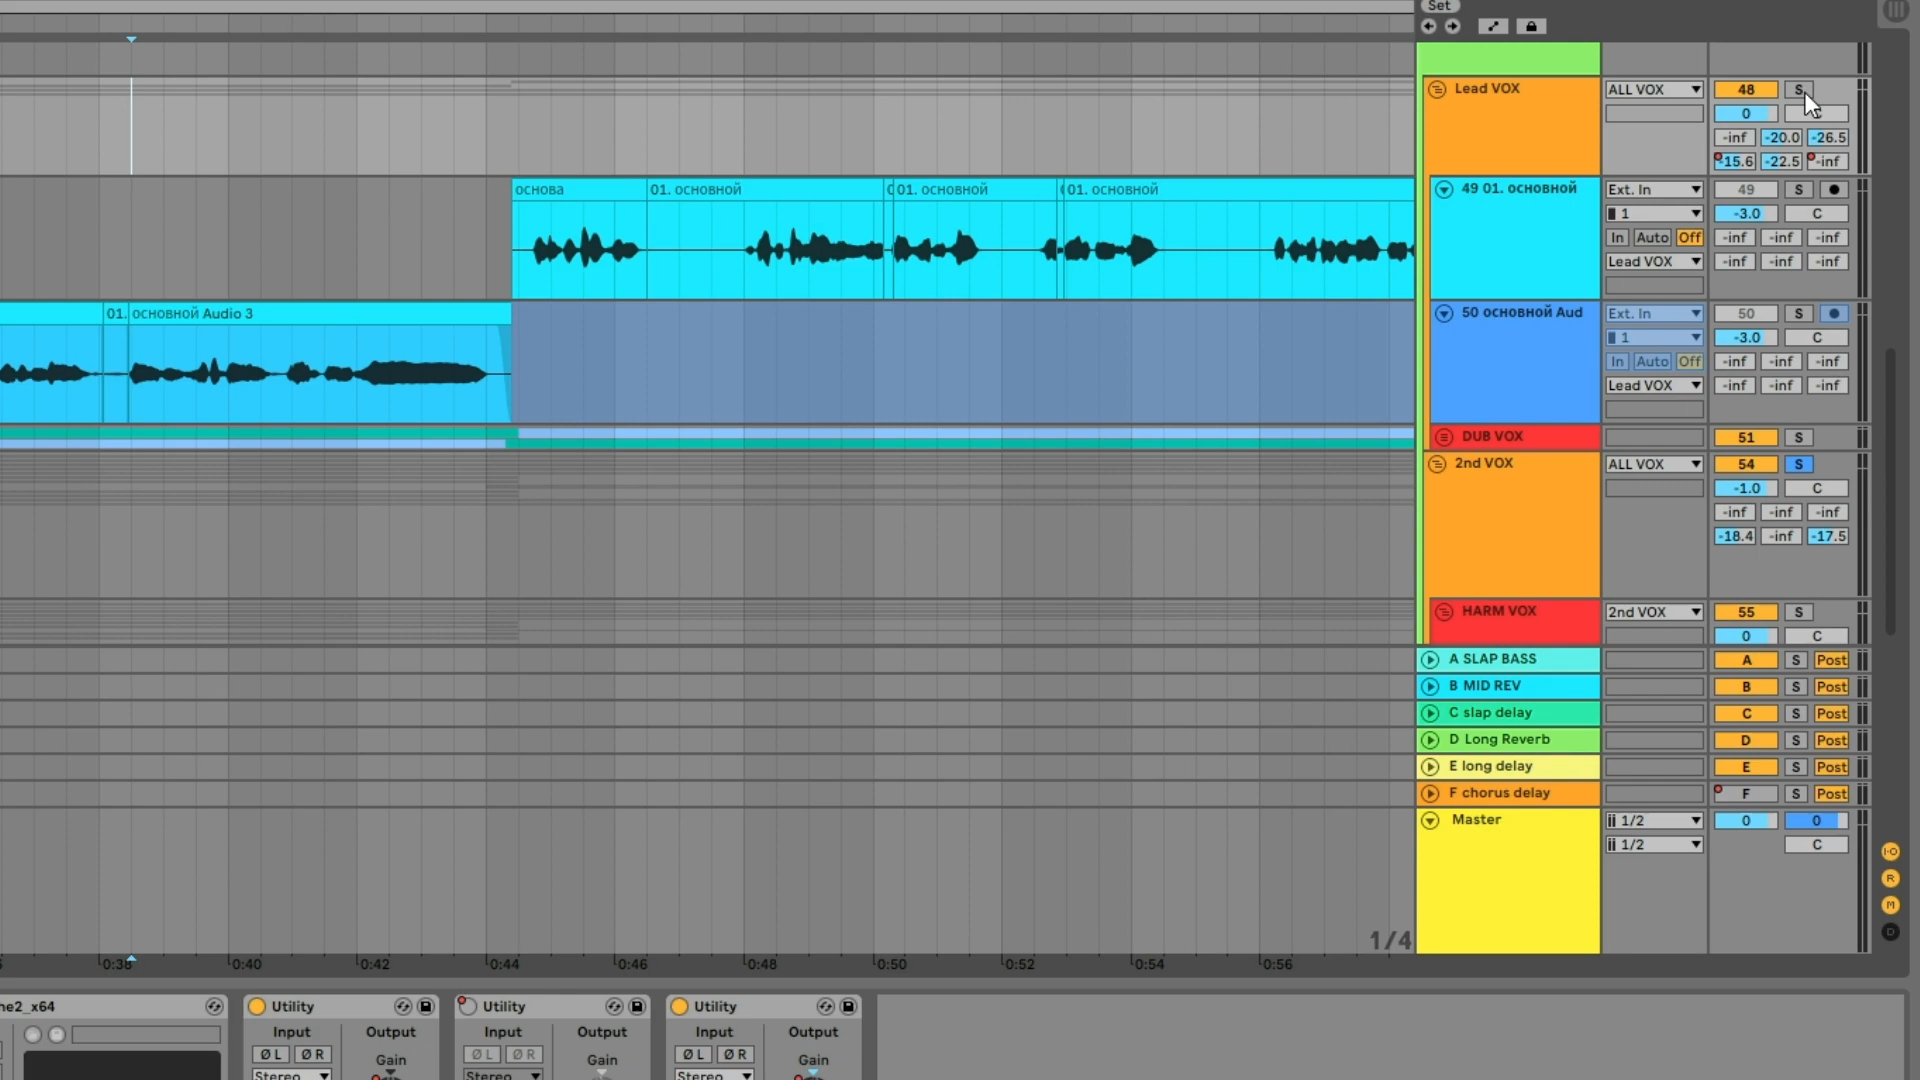 Set
Lead VOX ALL VOX 48 S
0 C
-inf -20.0 -26.5
-15.6 -22.5 -inf
основа 01. основной 01. основной 01. основной 49 01. основной Ext. In 49 S
1 -3.0 C
In Auto Off -inf -inf -inf
Lead VOX -inf -inf -inf
01. основной Audio 3 50 основной Aud Ext. In 50 S
1 -3.0 C
In Auto Off -inf -inf -inf
Lead VOX -inf -inf -inf
DUB VOX 51 S
2nd VOX ALL VOX 54 S
-1.0 C
-inf -inf -inf
-18.4 -inf -17.5
HARM VOX 2nd VOX 55 S
0 C
A SLAP BASS A S Post
B MID REV B S Post
C slap delay C S Post
D Long Reverb D S Post
E long delay E S Post
F chorus delay F S Post
Master 1/2 0 0
1/2 C
I·O
R
M
D
1/4
0:38 0:40 0:42 0:44 0:46 0:48 0:50 0:52 0:54 0:56
ne2_x64 Utility Utility Utility
Input Output Input Output Input Output
Ø L Ø R Gain Ø L Ø R Gain Ø L Ø R Gain
Stereo Stereo Stereo